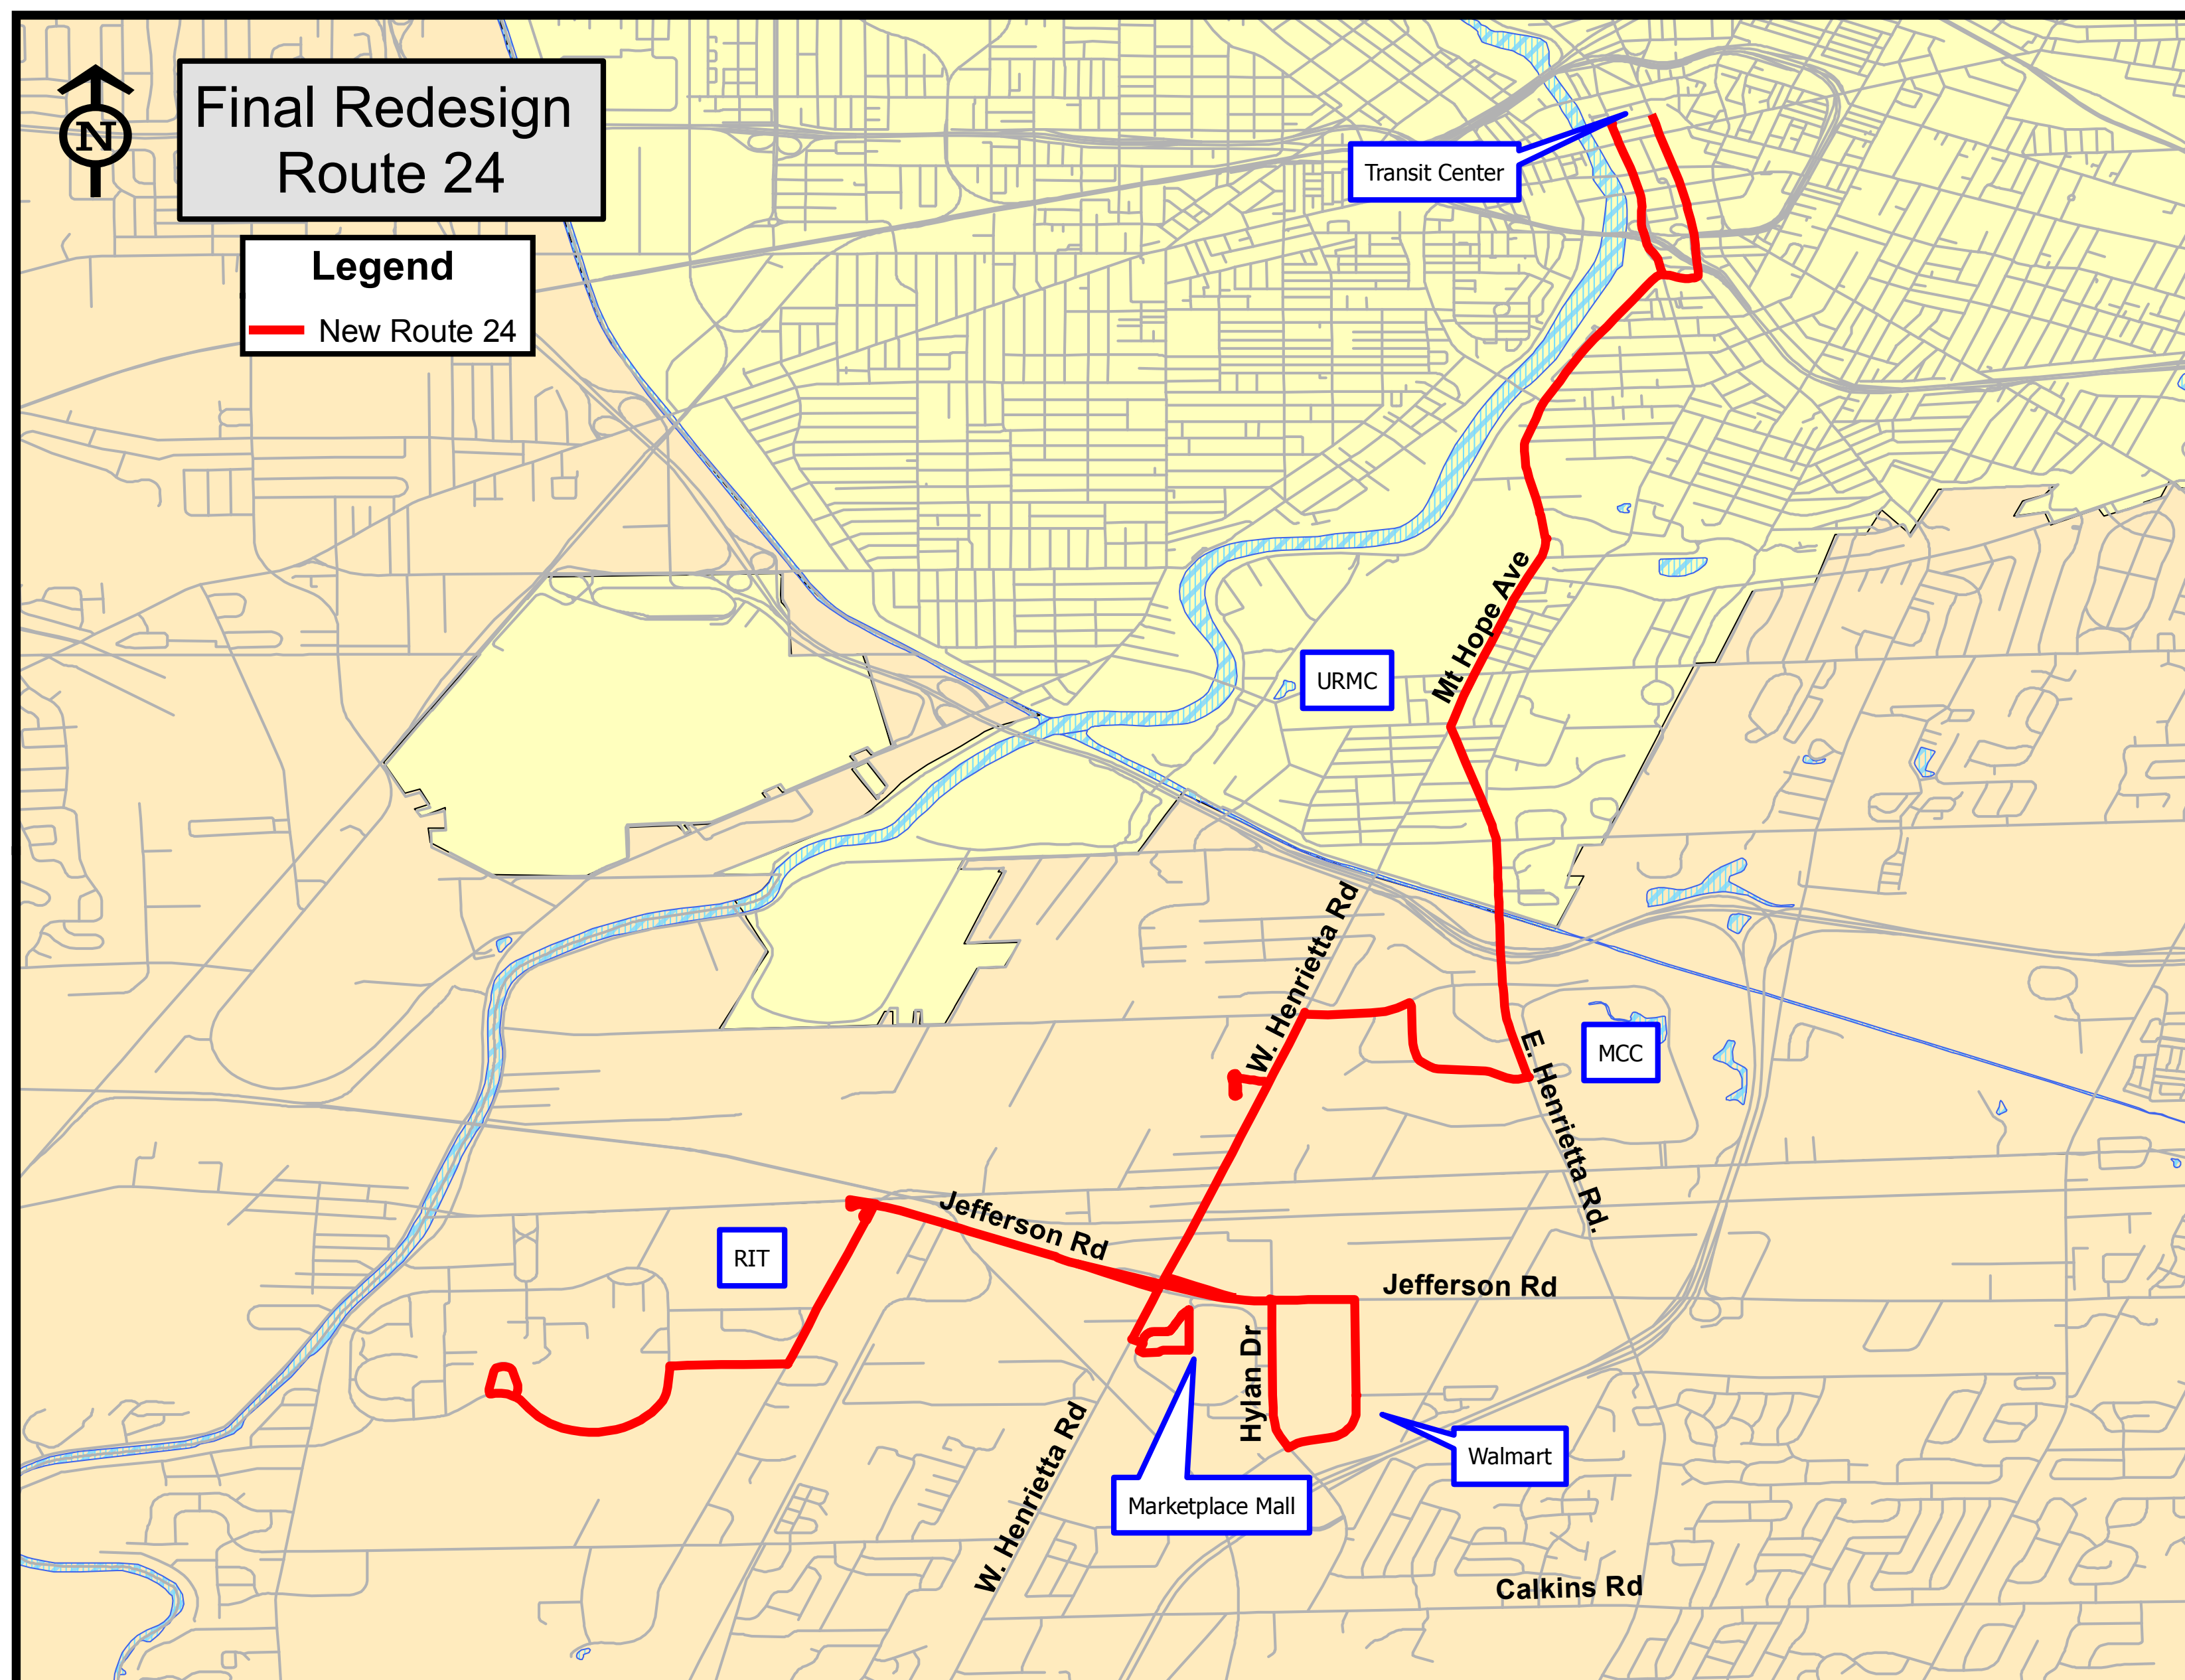 N
Final Redesign
Route 24
Legend
New Route 24
Transit Center
Mt Hope Ave
URMC
W. Henrietta Rd
E. Henrietta Rd.
MCC
Jefferson Rd
RIT
Jefferson Rd
Hylan Dr
W. Henrietta Rd
Walmart
Marketplace Mall
Calkins Rd